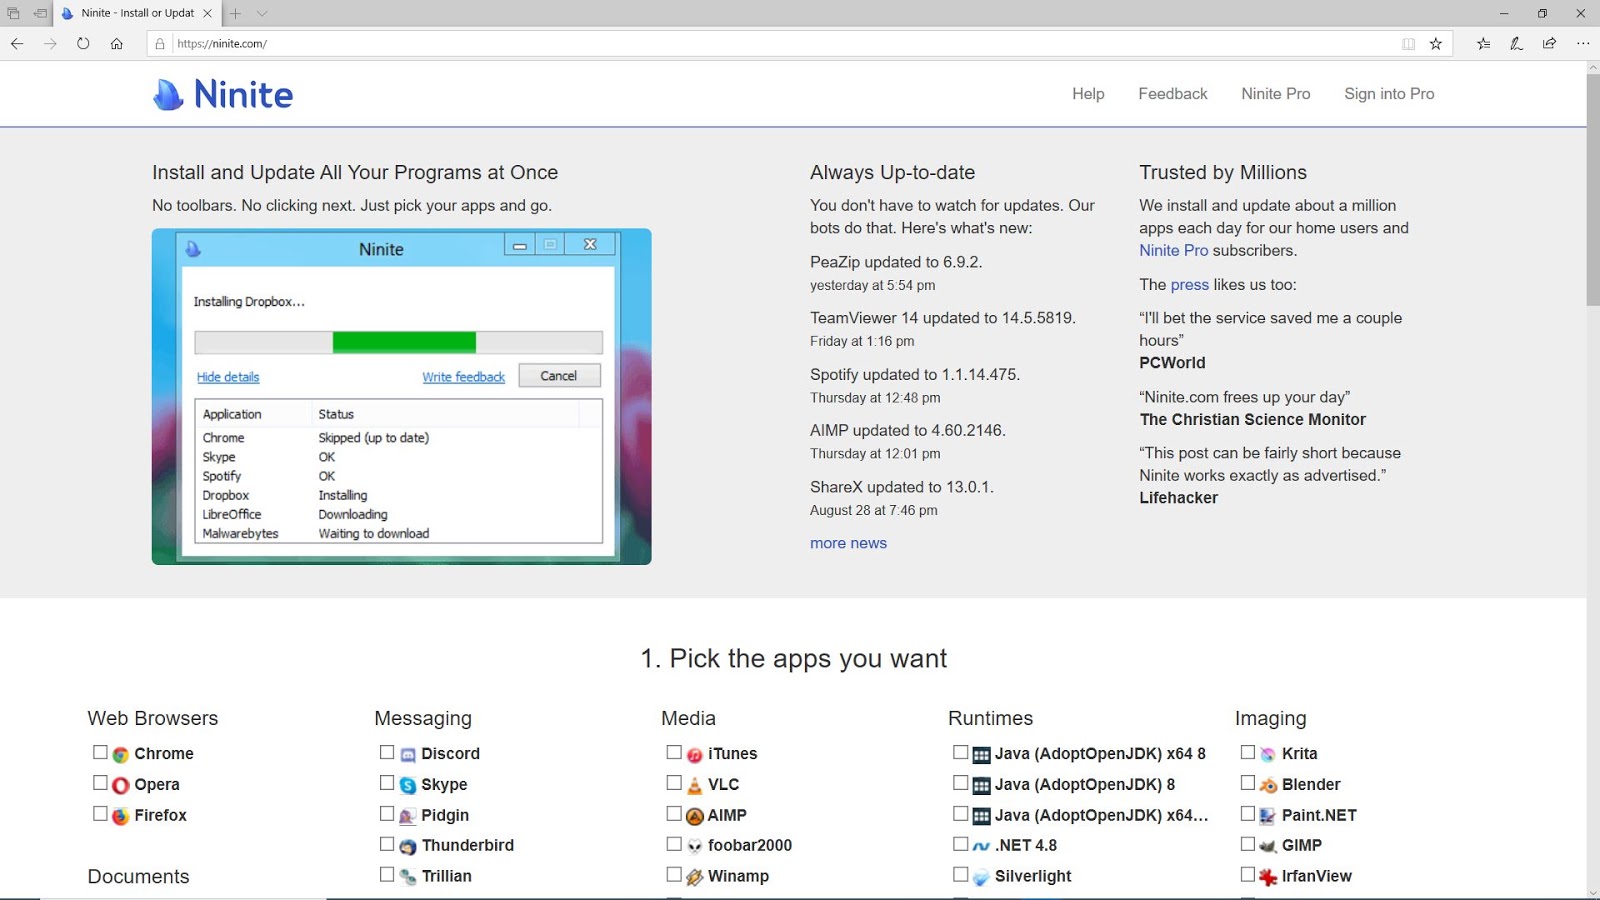 Ninite - Install or Updat
https://ninite.com/
Ninite
Help
Feedback
Ninite Pro
Sign into Pro
Install and Update All Your Programs at Once
No toolbars. No clicking next. Just pick your apps and go.
Ninite
Installing Dropbox...
Hide details
Write feedback
Cancel
Application Status
Chrome Skipped (up to date)
Skype OK
Spotify OK
Dropbox Installing
LibreOffice Downloading
Malwarebytes Waiting to download
Always Up-to-date
You don't have to watch for updates. Our
bots do that. Here's what's new:
PeaZip updated to 6.9.2.
yesterday at 5:54 pm
TeamViewer 14 updated to 14.5.5819.
Friday at 1:16 pm
Spotify updated to 1.1.14.475.
Thursday at 12:48 pm
AIMP updated to 4.60.2146.
Thursday at 12:01 pm
ShareX updated to 13.0.1.
August 28 at 7:46 pm
more news
Trusted by Millions
We install and update about a million
apps each day for our home users and
Ninite Pro subscribers.
The press likes us too:
“I'll bet the service saved me a couple
hours”
PCWorld
“Ninite.com frees up your day”
The Christian Science Monitor
“This post can be fairly short because
Ninite works exactly as advertised.”
Lifehacker
1. Pick the apps you want
Web Browsers
Chrome
Opera
Firefox
Documents
Messaging
Discord
Skype
Pidgin
Thunderbird
Trillian
Media
iTunes
VLC
AIMP
foobar2000
Winamp
Runtimes
Java (AdoptOpenJDK) x64 8
Java (AdoptOpenJDK) 8
Java (AdoptOpenJDK) x64...
.NET 4.8
Silverlight
Imaging
Krita
Blender
Paint.NET
GIMP
IrfanView